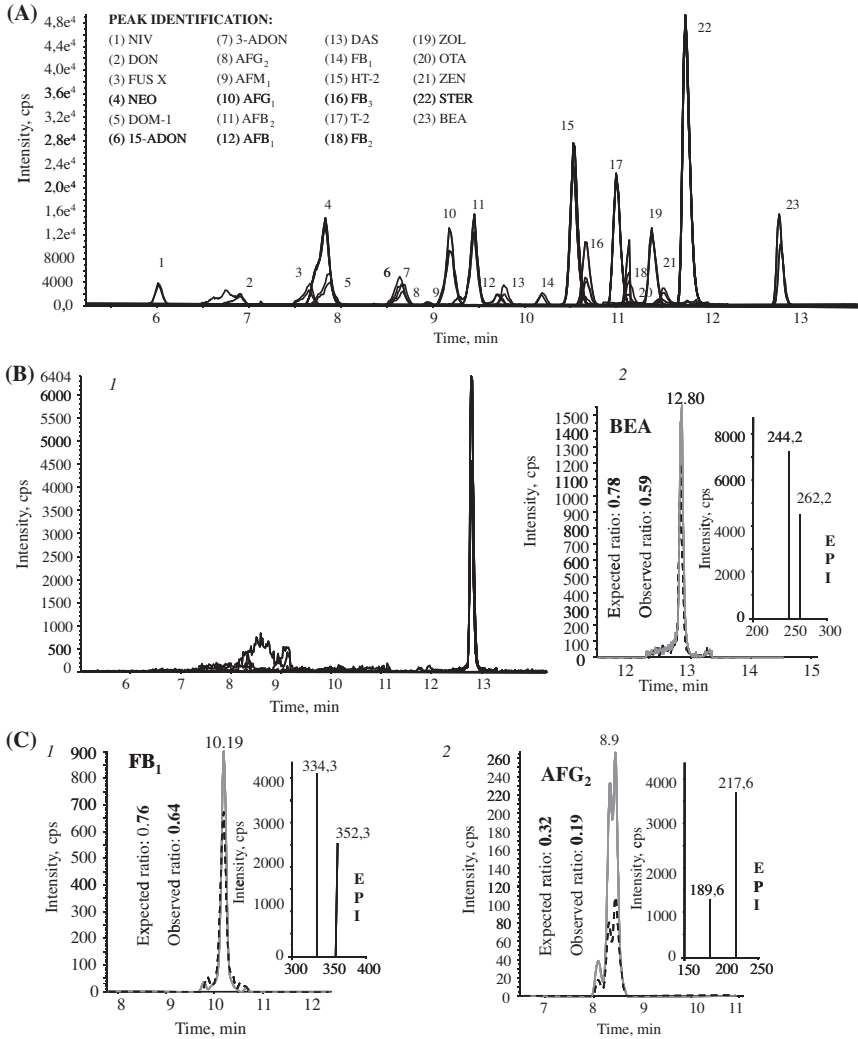 (A)
PEAK IDENTIFICATION:
(1) NIV (7) 3-ADON (13) DAS (19) ZOL
(2) DON (8) AFG₂ (14) FB₁ (20) OTA
(3) FUS X (9) AFM₁ (15) HT-2 (21) ZEN
(4) NEO (10) AFG₁ (16) FB₃ (22) STER
(5) DOM-1 (11) AFB₂ (17) T-2 (23) BEA
(6) 15-ADON (12) AFB₁ (18) FB₂
Intensity, cps
4,8e⁴
4,4e⁴
4,0e⁴
3,6e⁴
3,2e⁴
2,8e⁴
2,4e⁴
2,0e⁴
1,6e⁴
1,2e⁴
8000
4000
0,0
1 2 3 4 5 6 7 8 9 10 11 12 13 14 15 16 17 18 19 20 21 22 23
6 7 8 9 10 11 12 13
Time, min
(B)
1
Intensity, cps
6404
6000
5500
5000
4500
4000
3500
3000
2500
2000
1500
1000
500
0
6 7 8 9 10 11 12 13
Time, min
2
12.80
BEA
Expected ratio: 0.78
Observed ratio: 0.59
Intensity, cps
1500
1400
1300
1200
1100
1000
900
800
700
600
500
400
300
200
100
0
12 13 14 15
Time, min
Intensity, cps
8000
6000
4000
2000
0
244,2
262,2
E
P
I
200 250 300
(C)
1
10.19
FB₁
Expected ratio: 0.76
Observed ratio: 0.64
Intensity, cps
900
800
700
600
500
400
300
200
100
0
8 9 10 11 12
Time, min
Intensity, cps
4000
3000
2000
1000
0
334,3
352,3
E
P
I
300 350 400
2
8.9
AFG₂
Expected ratio: 0.32
Observed ratio: 0.19
Intensity, cps
260
240
220
200
180
160
140
120
100
80
60
40
20
0
7 8 9 10 11
Time, min
Intensity, cps
4000
3000
2000
1000
0
217,6
189,6
E
P
I
150 200 250